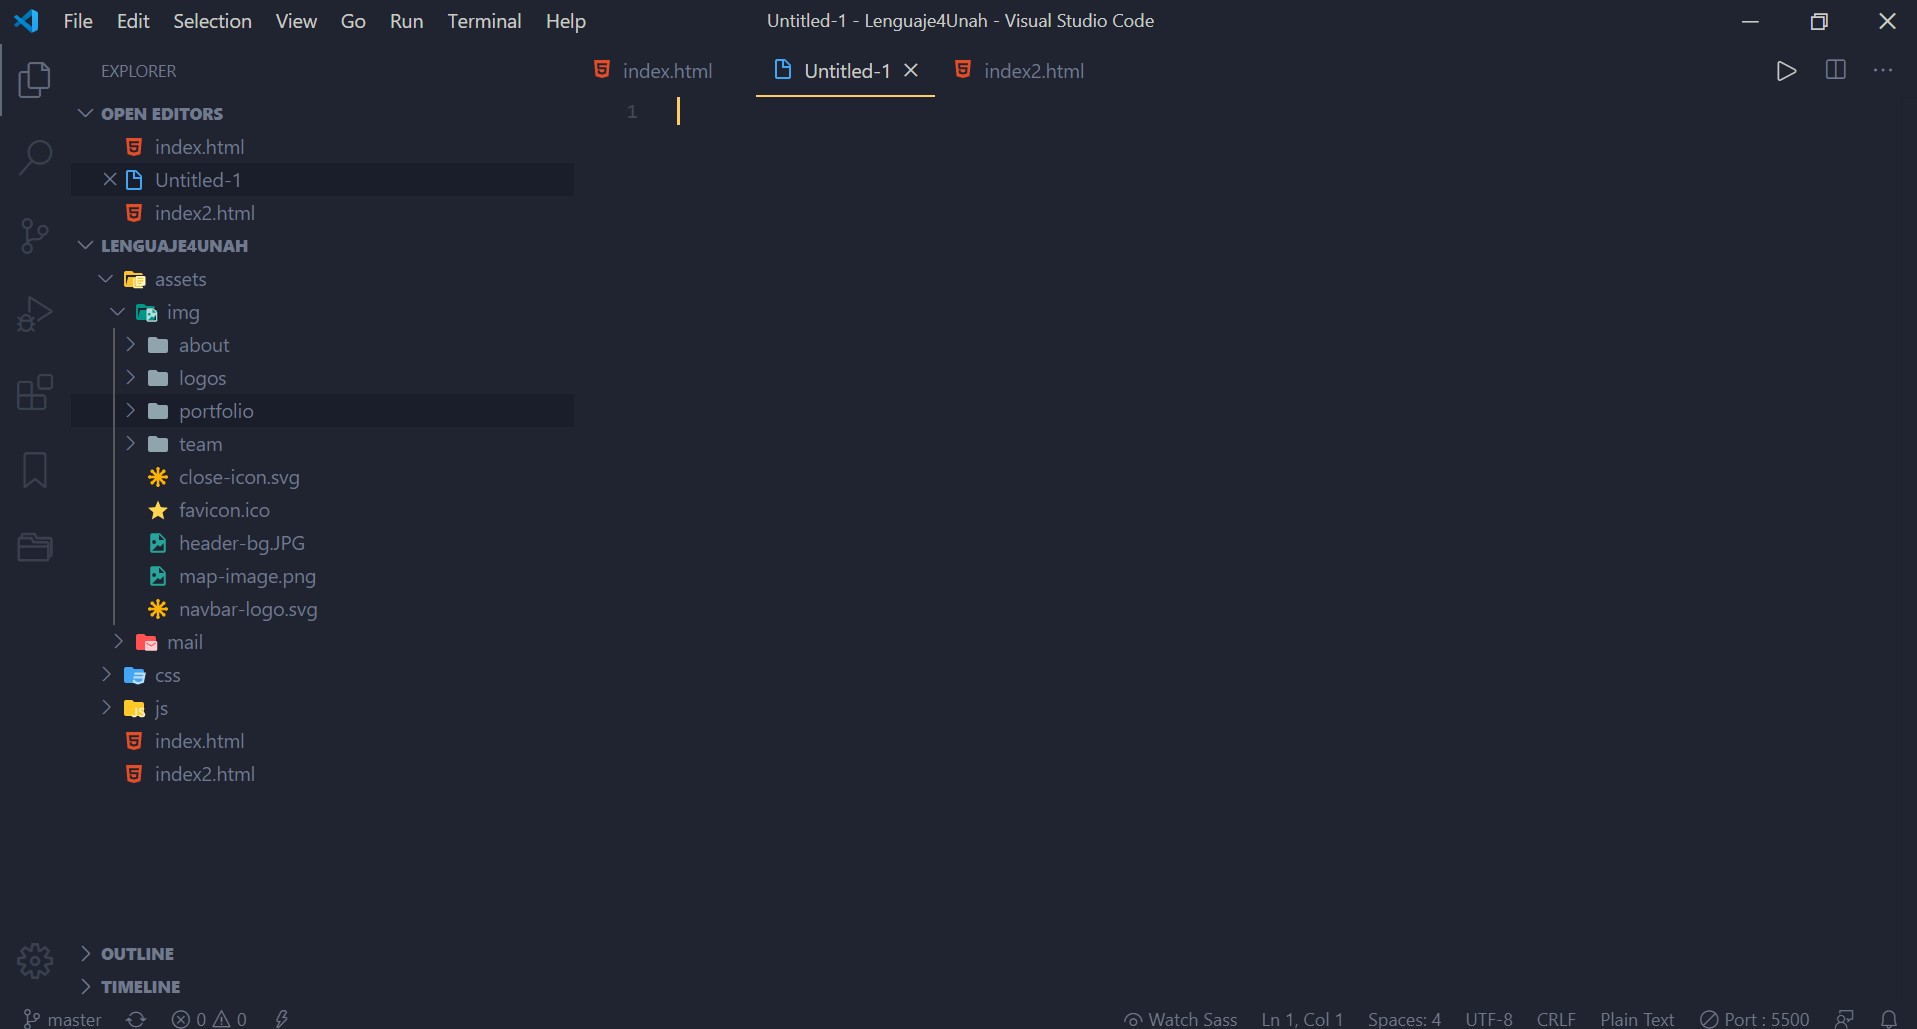 File Edit Selection View Go Run Terminal Help Untitled-1 - Lenguaje4Unah - Visual Studio Code
EXPLORER
index.html Untitled-1 index2.html
1
OPEN EDITORS
index.html
Untitled-1
index2.html
LENGUAJE4UNAH
assets
img
about
logos
portfolio
team
close-icon.svg
favicon.ico
header-bg.JPG
map-image.png
navbar-logo.svg
mail
css
js
index.html
index2.html
OUTLINE
TIMELINE
master 0 0 Watch Sass Ln 1, Col 1 Spaces: 4 UTF-8 CRLF Plain Text Port : 5500